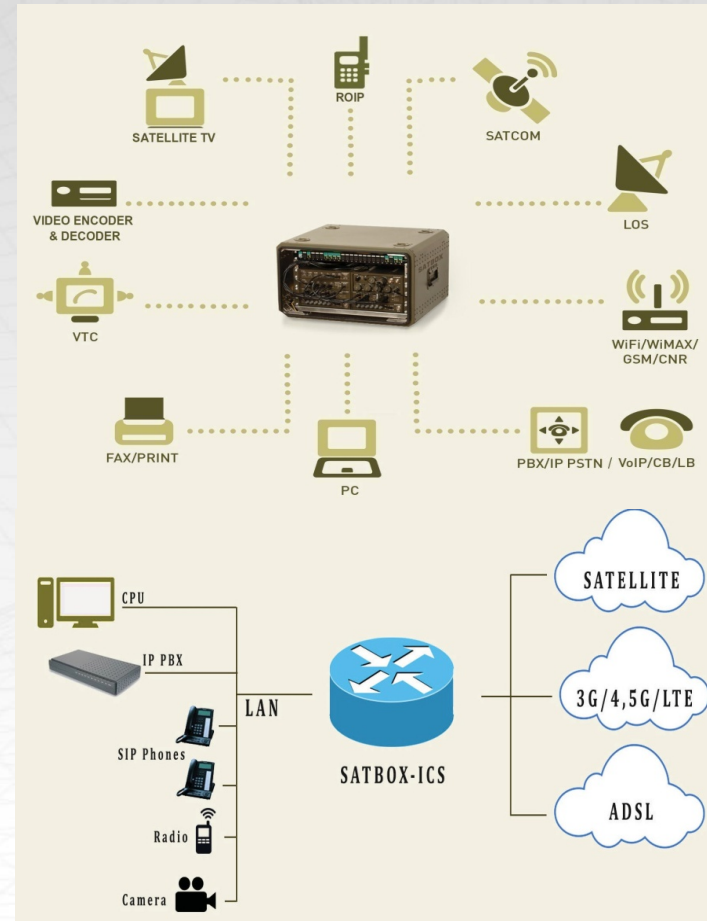 SATELLITE TV
ROIP
SATCOM
VIDEO ENCODER
& DECODER
LOS
SATBOX
VTC
WiFi/WiMAX/
GSM/CNR
FAX/PRINT
PC
PBX/IP PSTN / VoIP/CB/LB
CPU
IP PBX
LAN
SIP Phones
Radio
Camera
SATBOX-ICS
SATELLITE
3G/4,5G/LTE
ADSL